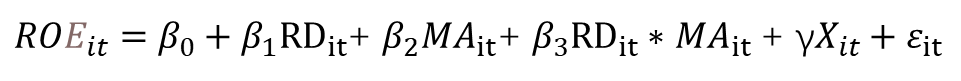 ROE_it = β_0 + β_1RD_it+ β_2MA_it+ β_3RD_it * MA_it + γX_it + ε_it